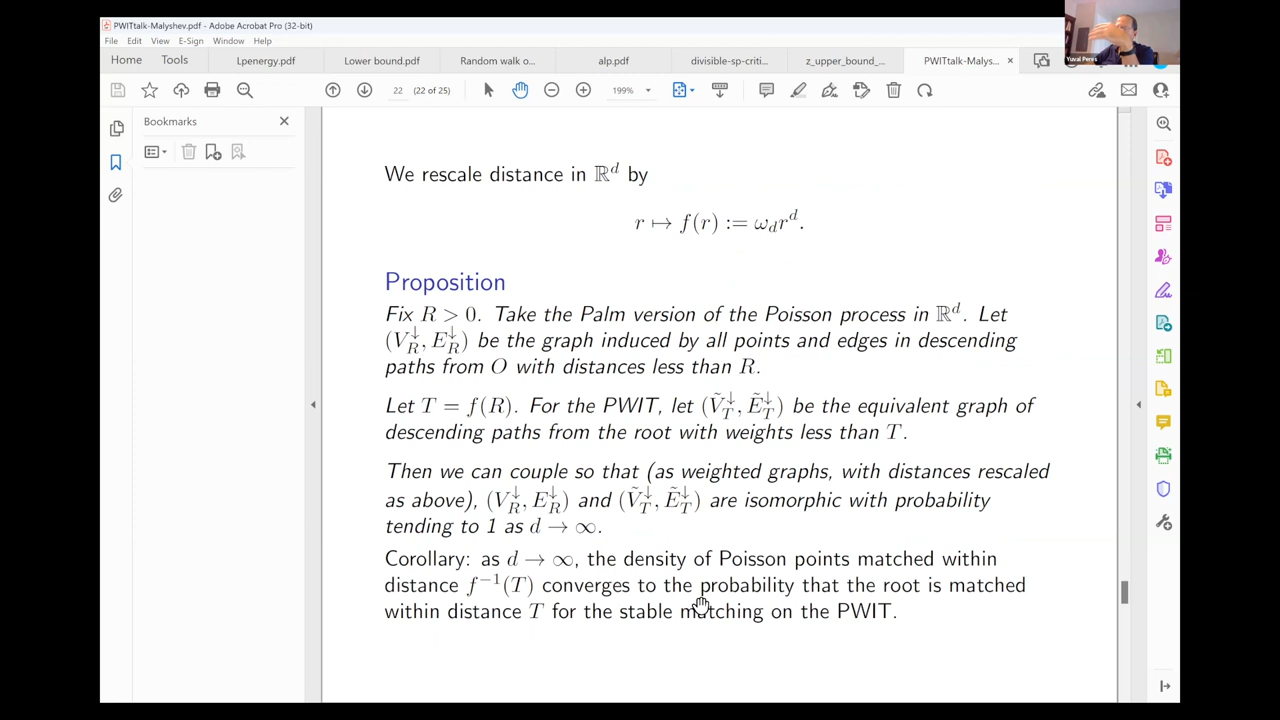 PWITtalk-Malyshev.pdf - Adobe Acrobat Pro (32-bit)
File Edit View E-Sign Window Help
Home Tools Lpenergy.pdf Lower bound.pdf Random walk o... alp.pdf divisible-sp-criti... z_upper_bound_... PWITtalk-Malys... ×
22 (22 of 25) 199%
Bookmarks
Yuval Peres
We rescale distance in ℝ^d by
r ↦ f(r) := ω_d r^d.
Proposition
Fix R > 0. Take the Palm version of the Poisson process in ℝ^d. Let
(V_R^↓, E_R^↓) be the graph induced by all points and edges in descending
paths from O with distances less than R.
Let T = f(R). For the PWIT, let (Ṽ_T^↓, Ẽ_T^↓) be the equivalent graph of
descending paths from the root with weights less than T.
Then we can couple so that (as weighted graphs, with distances rescaled
as above), (V_R^↓, E_R^↓) and (Ṽ_T^↓, Ẽ_T^↓) are isomorphic with probability
tending to 1 as d → ∞.
Corollary: as d → ∞, the density of Poisson points matched within
distance f^{-1}(T) converges to the probability that the root is matched
within distance T for the stable matching on the PWIT.